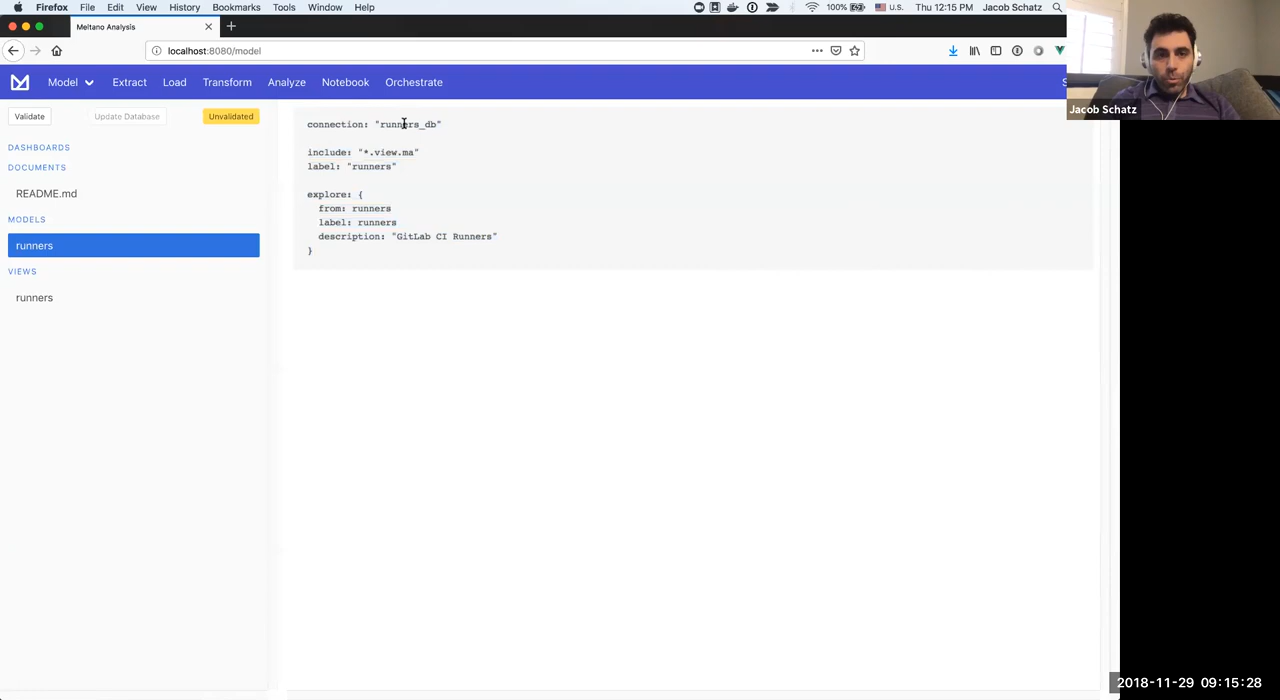 Firefox File Edit View History Bookmarks Tools Window Help 100% U.S. Thu 12:15 PM Jacob Schatz
Meltano Analysis
localhost:8080/model
Model Extract Load Transform Analyze Notebook Orchestrate
Validate Update Database Unvalidated
DASHBOARDS
DOCUMENTS
README.md
MODELS
runners
VIEWS
runners
connection: "runners_db"
include: "*.view.ma"
label: "runners"
explore: {
from: runners
label: runners
description: "GitLab CI Runners"
}
Jacob Schatz
2018-11-29 09:15:28